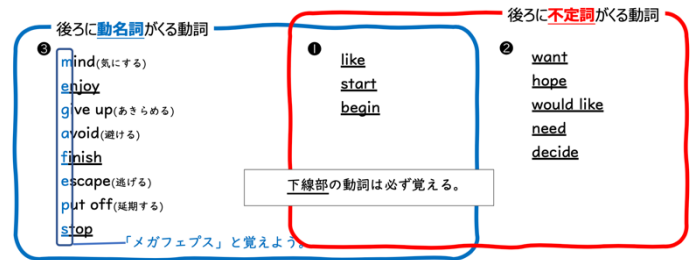 後ろに動名詞がくる動詞
❸
mind(気にする)
enjoy
give up(あきらめる)
avoid(避ける)
finish
escape(逃げる)
put off(延期する)
stop
「メガフェプス」と覚えよう。
❶
like
start
begin
後ろに不定詞がくる動詞
❷
want
hope
would like
need
decide
下線部の動詞は必ず覚える。